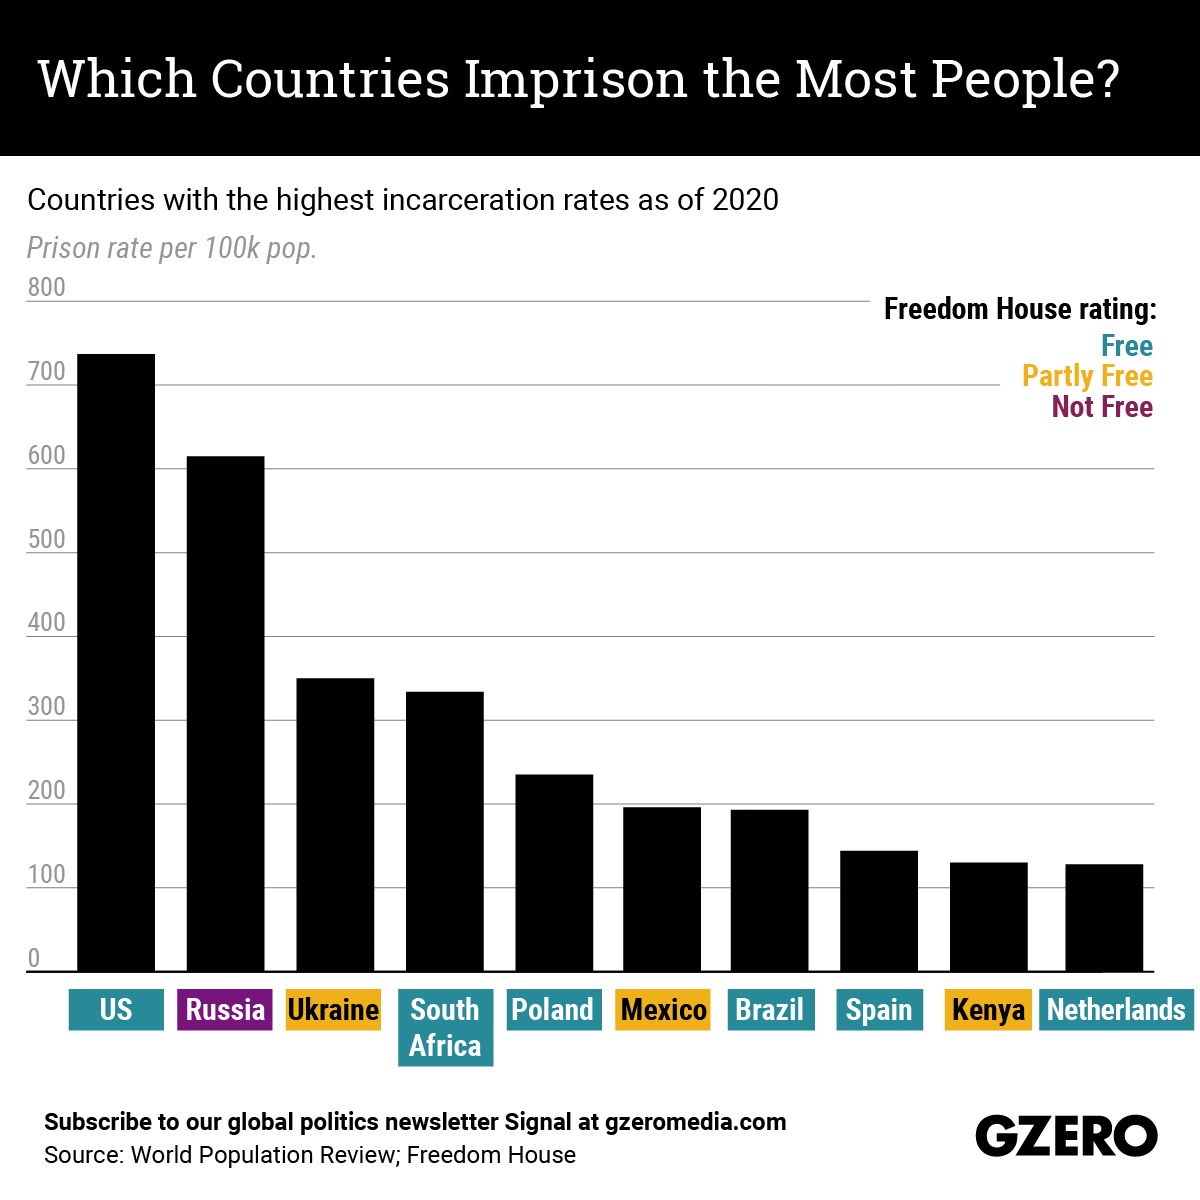 Which Countries Imprison the Most People?
Countries with the highest incarceration rates as of 2020
Prison rate per 100k pop.
800
Freedom House rating:
Free
Partly Free
Not Free
700
600
500
400
300
200
100
0
US
Russia
Ukraine
South
Africa
Poland
Mexico
Brazil
Spain
Kenya
Netherlands
Subscribe to our global politics newsletter Signal at gzeromedia.com
Source: World Population Review; Freedom House
GZERO